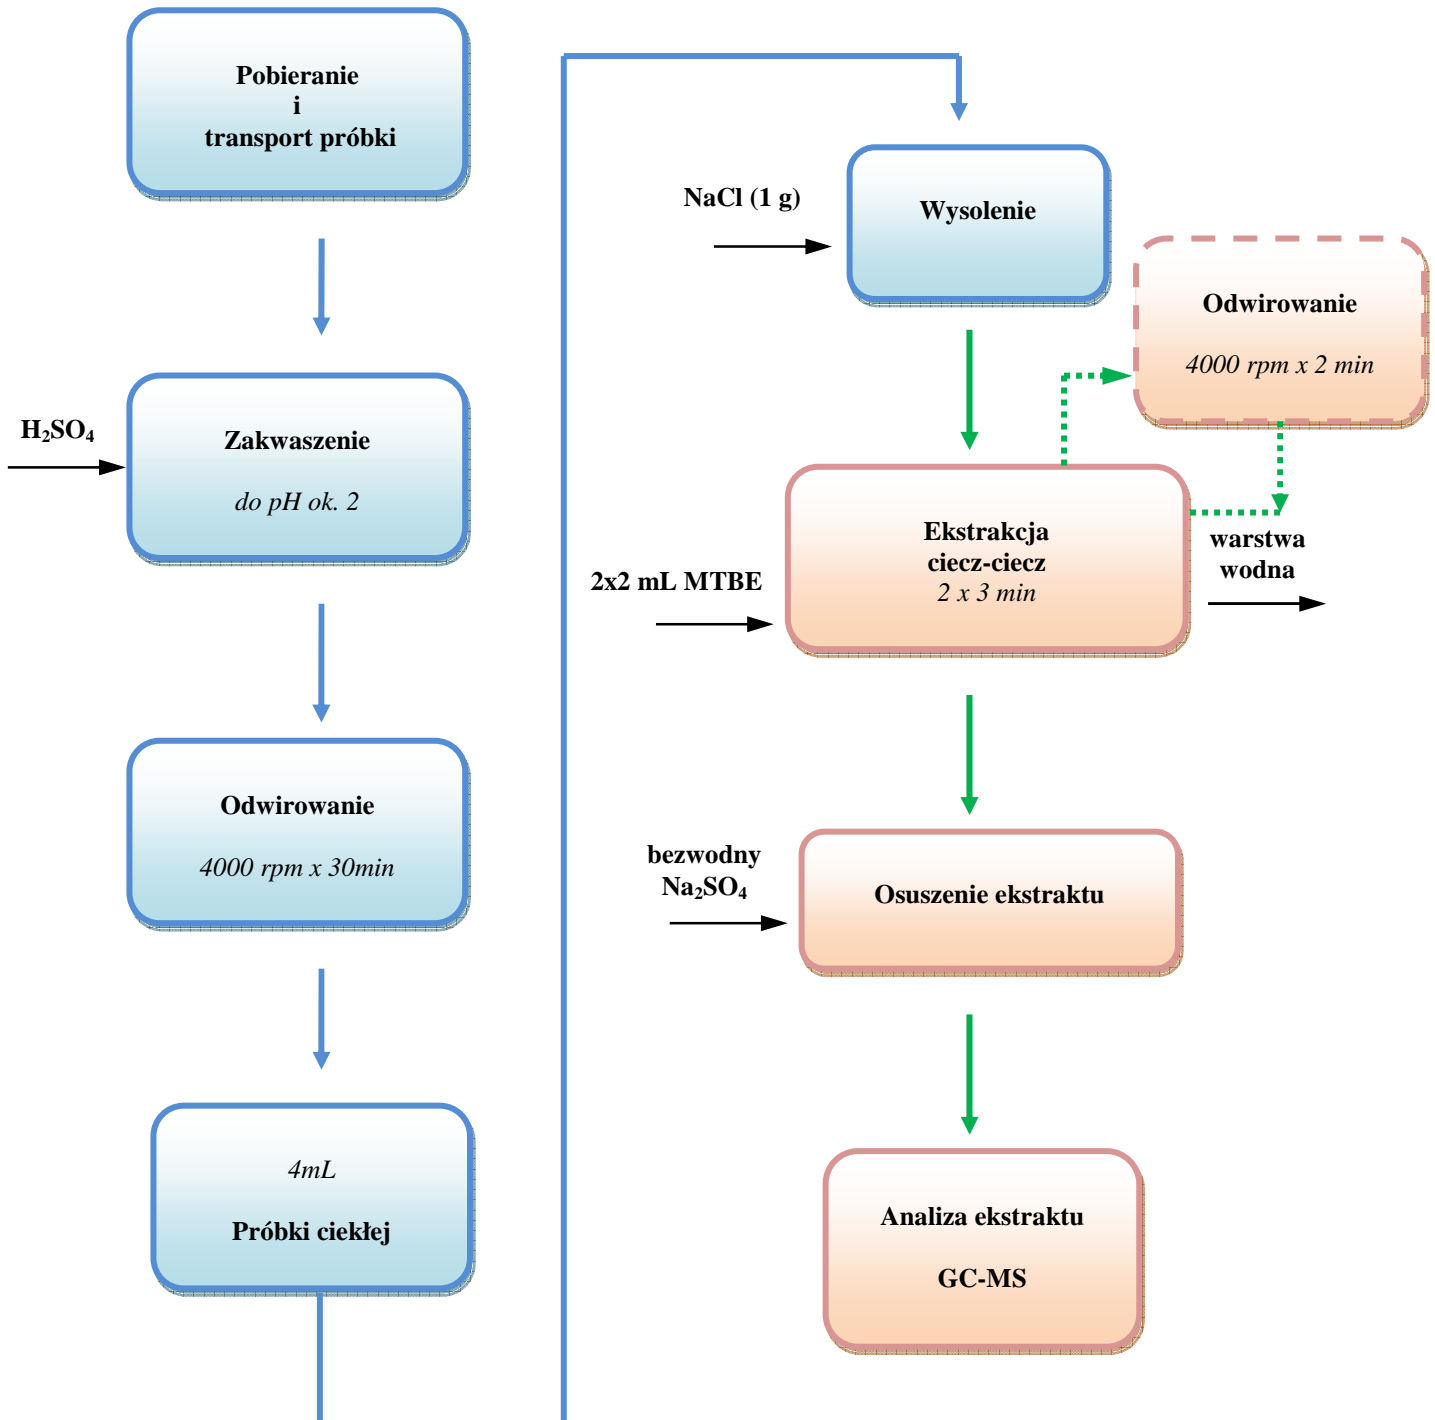 Pobieranie
i
transport próbki
H₂SO₄
Zakwaszenie
do pH ok. 2
Odwirowanie
4000 rpm x 30min
4mL
Próbki ciekłej
NaCl (1 g)
Wysolenie
Odwirowanie
4000 rpm x 2 min
Ekstrakcja
ciecz-ciecz
2 x 3 min
2x2 mL MTBE
warstwa
wodna
bezwodny
Na₂SO₄
Osuszenie ekstraktu
Analiza ekstraktu
GC-MS